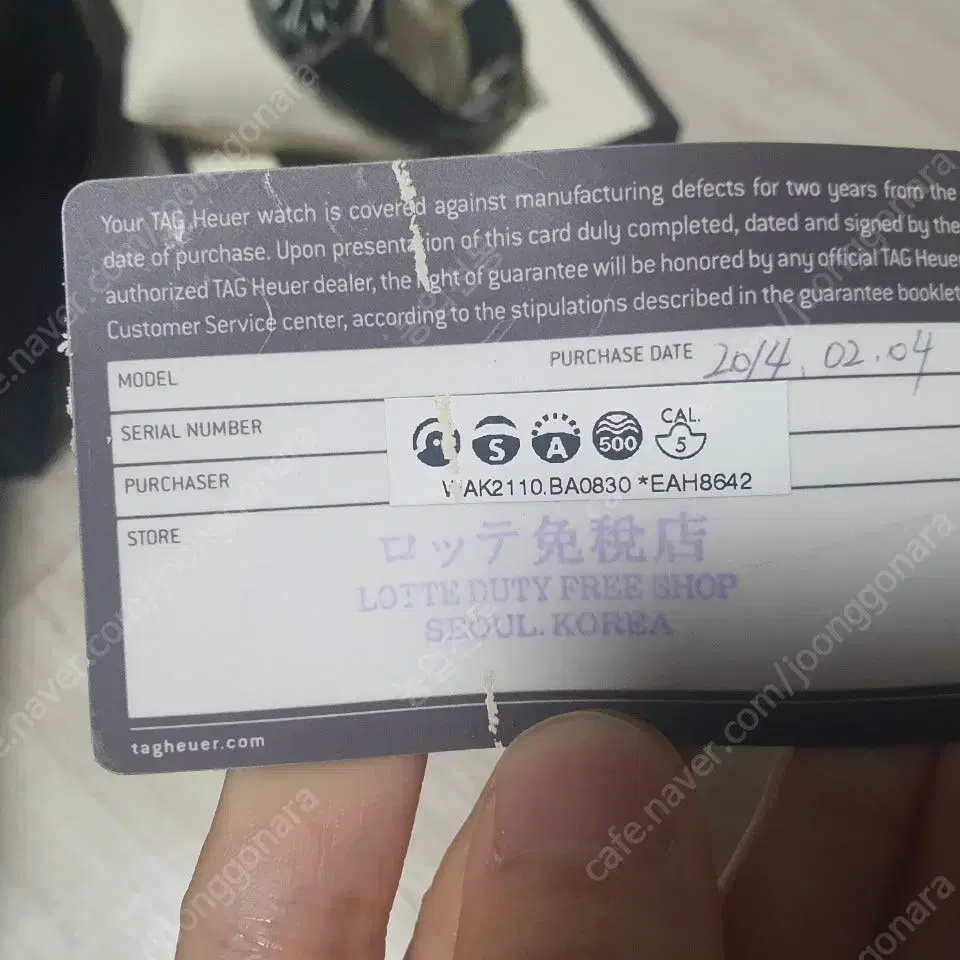 Your TAG Heuer watch is covered against manufacturing defects for two years from the
date of purchase. Upon presentation of this card duly completed, dated and signed by the
authorized TAG Heuer dealer, the right of guarantee will be honored by any official TAG Heuer
Customer Service center, according to the stipulations described in the guarantee booklet
MODEL
PURCHASE DATE 2014.02.04
SERIAL NUMBER
S A 500 CAL. 5
WAK2110.BA0830 *EAH8642
PURCHASER
STORE
ロッテ免税店
LOTTE DUTY FREE SHOP
SEOUL. KOREA
tagheuer.com
cafe.naver.com/joonggonara